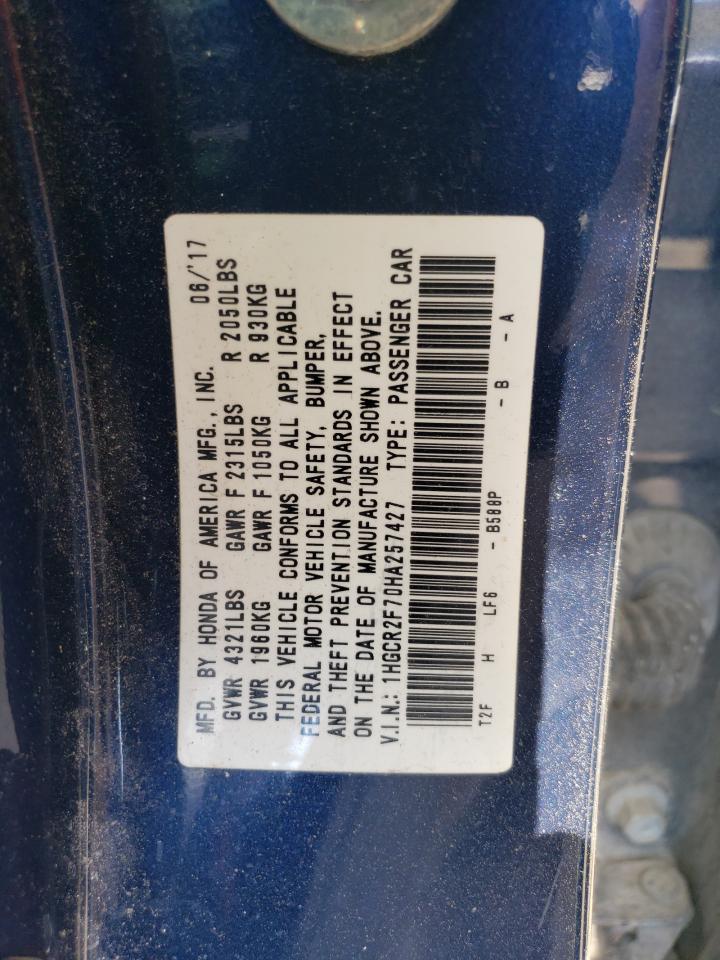 MFD. BY HONDA OF AMERICA MFG., INC. 06/'17
GVWR 4321LBS GAWR F 2315LBS R 2050LBS
GVWR 1960KG GAWR F 1050KG R 930KG
THIS VEHICLE CONFORMS TO ALL APPLICABLE
FEDERAL MOTOR VEHICLE SAFETY, BUMPER,
AND THEFT PREVENTION STANDARDS IN EFFECT
ON THE DATE OF MANUFACTURE SHOWN ABOVE.
V.I.N.: 1HGCR2F70HA257427 TYPE: PASSENGER CAR
T2F H LF6 - B588P - B - A